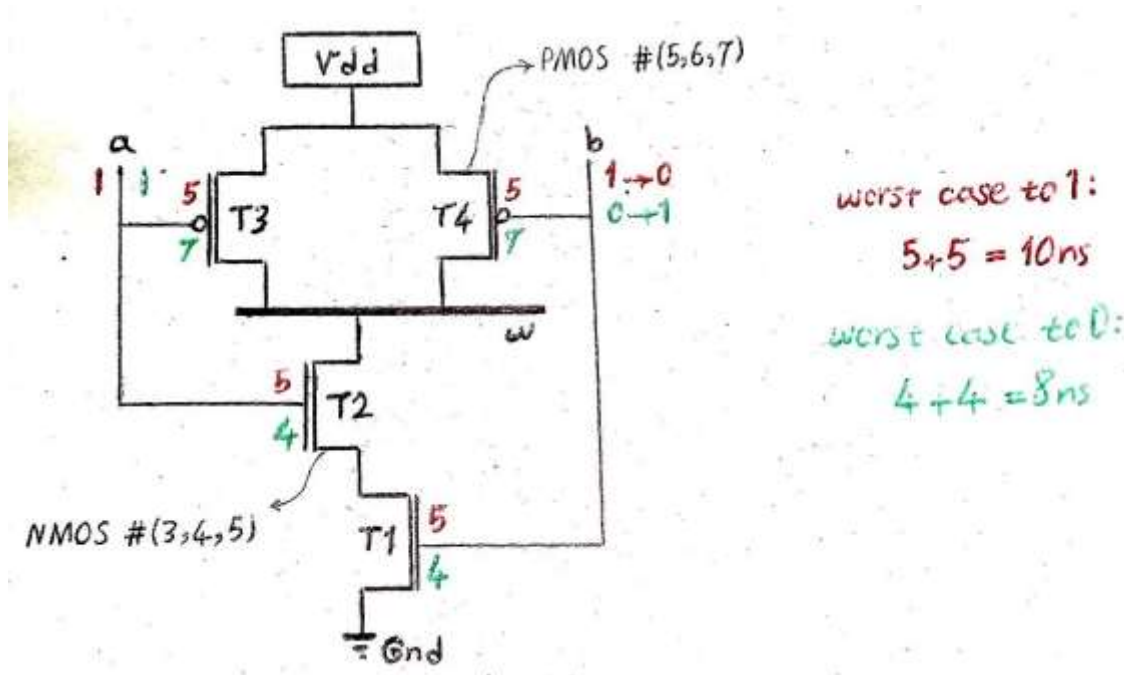 Vdd
PMOS #(5,6,7)
a
b
1 1
1→0
0→1
5
T3
7
T4
5
7
worst case to 1:
5+5 = 10ns
w
worst case to 0:
4+4 = 8ns
5
T2
4
NMOS #(3,4,5)
T1
5
4
Gnd